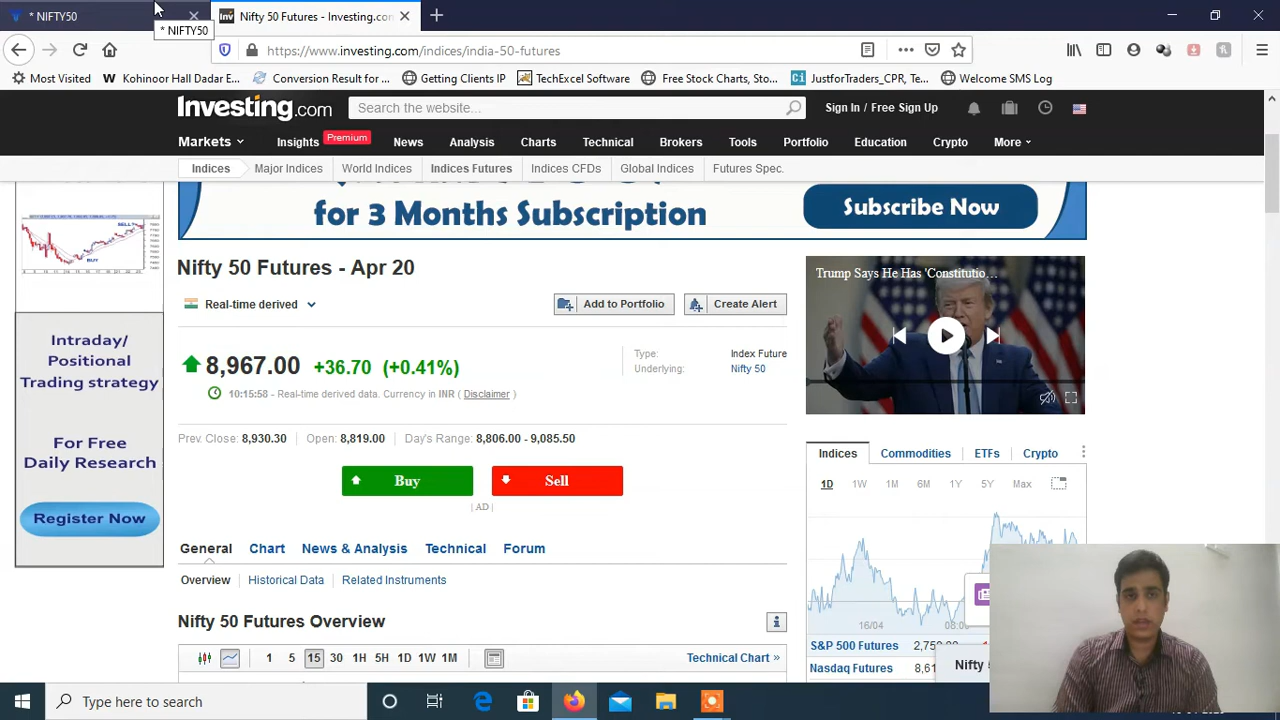 * NIFTY50
Nifty 50 Futures - Investing.com
* NIFTY50
https://www.investing.com/indices/india-50-futures
Most Visited
Kohinoor Hall Dadar E...
Conversion Result for ...
Getting Clients IP
TechExcel Software
Free Stock Charts, Sto...
JustforTraders_CPR, Te...
Welcome SMS Log
Investing.com
Search the website...
Sign In / Free Sign Up
Markets
Insights
Premium
News
Analysis
Charts
Technical
Brokers
Tools
Portfolio
Education
Crypto
More
Indices
Major Indices
World Indices
Indices Futures
Indices CFDs
Global Indices
Futures Spec.
for 3 Months Subscription
Subscribe Now
SELL
BUY
Intraday/
Positional
Trading strategy
For Free
Daily Research
Register Now
Nifty 50 Futures - Apr 20
Real-time derived
Add to Portfolio
Create Alert
8,967.00 +36.70 (+0.41%)
10:15:58 - Real-time derived data. Currency in INR ( Disclaimer )
Type: Index Future
Underlying: Nifty 50
Prev. Close: 8,930.30 Open: 8,819.00 Day's Range: 8,806.00 - 9,085.50
Buy
Sell
| AD |
General
Chart
News & Analysis
Technical
Forum
Overview
Historical Data
Related Instruments
Nifty 50 Futures Overview
1 5 15 30 1H 5H 1D 1W 1M
Technical Chart »
Trump Says He Has 'Constitutio...
Indices
Commodities
ETFs
Crypto
1D 1W 1M 6M 1Y 5Y Max
16/04
S&P 500 Futures
Nasdaq Futures
Nifty
Type here to search